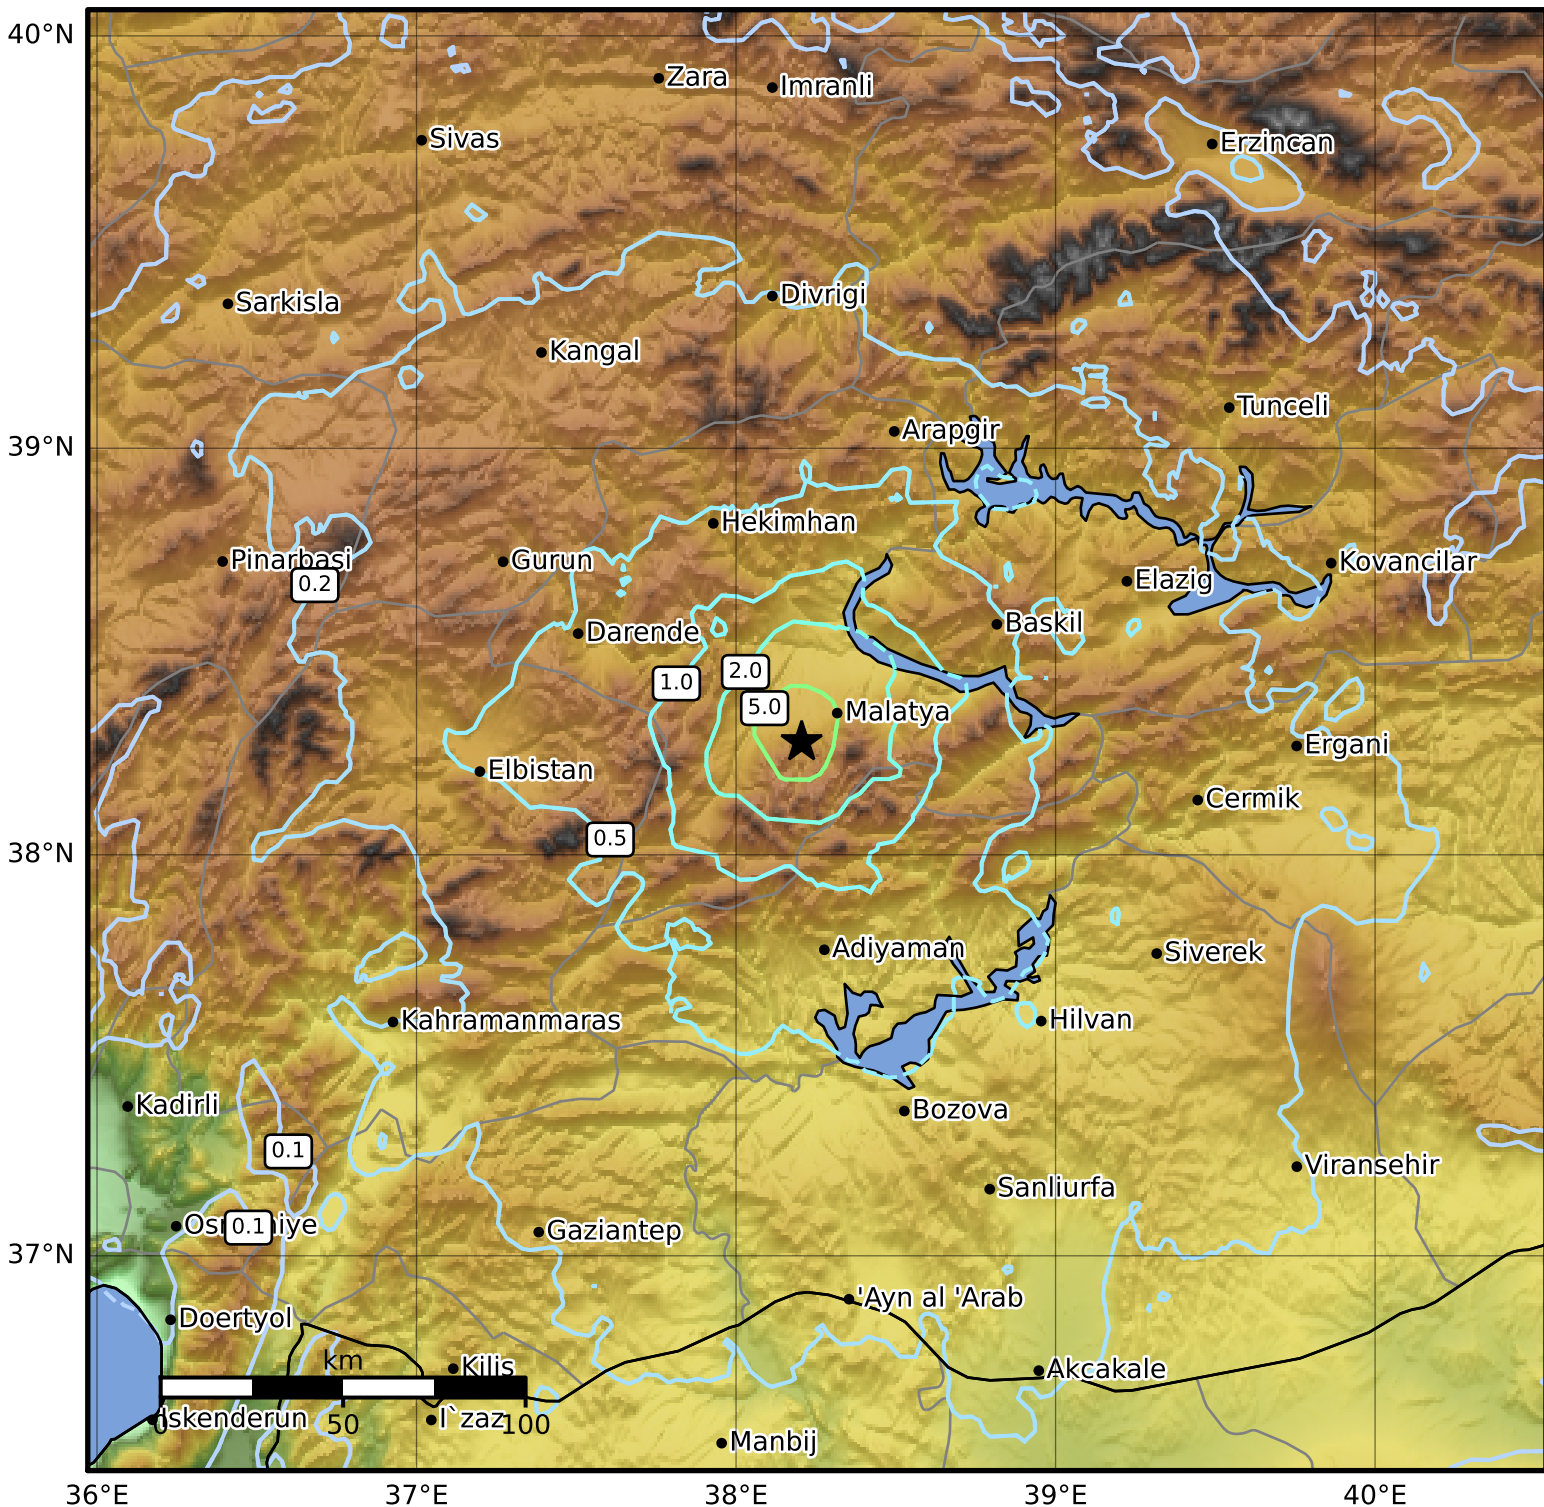 40°N
Zara
Imranli
Sivas
Erzincan
Sarkisla
Divrigi
Kangal
Tunceli
39°N
Arapgir
Hekimhan
Pinarbasi
Gurun
Kovancilar
0.2
Elazig
Darende
Baskil
1.0
2.0
5.0
Malatya
Ergani
Elbistan
Cermik
0.5
38°N
Adiyaman
Siverek
Kahramanmaras
Hilvan
Kadirli
Bozova
0.1
Viransehir
Sanliurfa
0.1
Gaziantep
37°N
'Ayn al 'Arab
Doertyol
km
Kilis
Akcakale
Iskenderun
0
50
I`zaz
100
Manbij
36°E
37°E
38°E
39°E
40°E